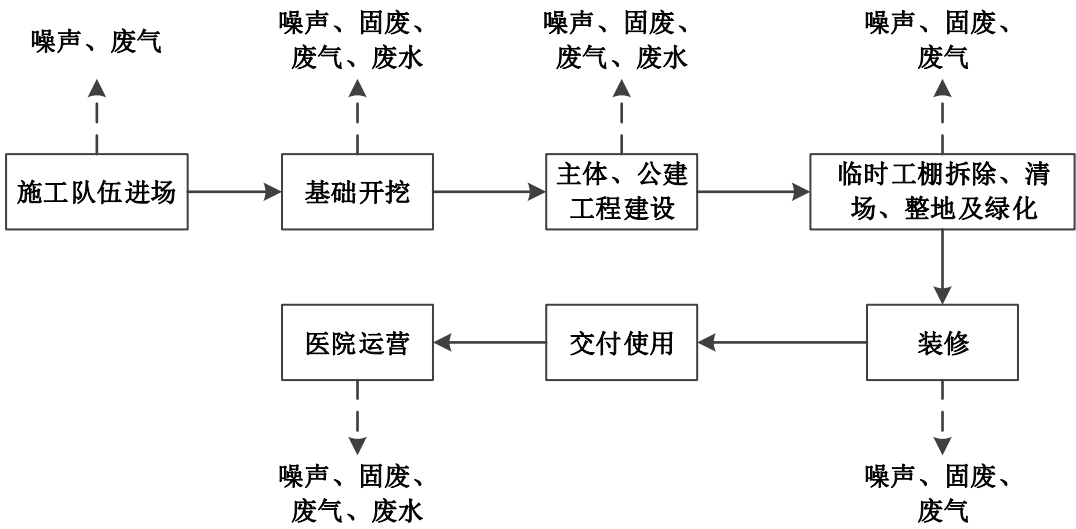 噪声、废气
噪声、固废、
废气、废水
噪声、固废、
废气、废水
噪声、固废、
废气
施工队伍进场
基础开挖
主体、公建
工程建设
临时工棚拆除、清
场、整地及绿化
医院运营
交付使用
装修
噪声、固废、
废气、废水
噪声、固废、
废气